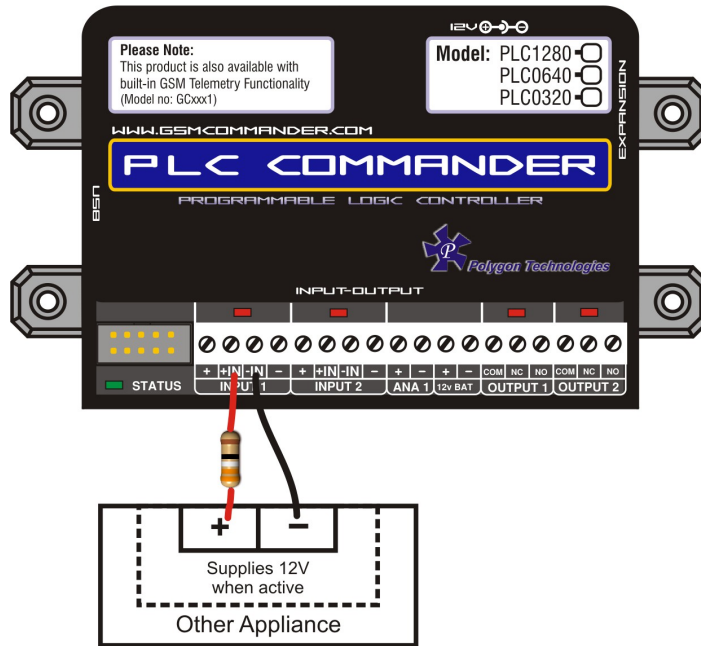 12V
Please Note:
This product is also available with
built-in GSM Telemetry Functionality
(Model no: GCxxx1)
Model: PLC1280
PLC0640
PLC0320
EXPANSION
WWW.GSMCOMMANDER.COM
PLC COMMANDER
PROGRAMMABLE LOGIC CONTROLLER
USB
P
Polygon Technologies
INPUT-OUTPUT
+ +IN -IN − + +IN -IN − + − + − COM NC NO COM NC NO
STATUS INPUT 1 INPUT 2 ANA 1 12v BAT OUTPUT 1 OUTPUT 2
+ −
Supplies 12V
when active
Other Appliance